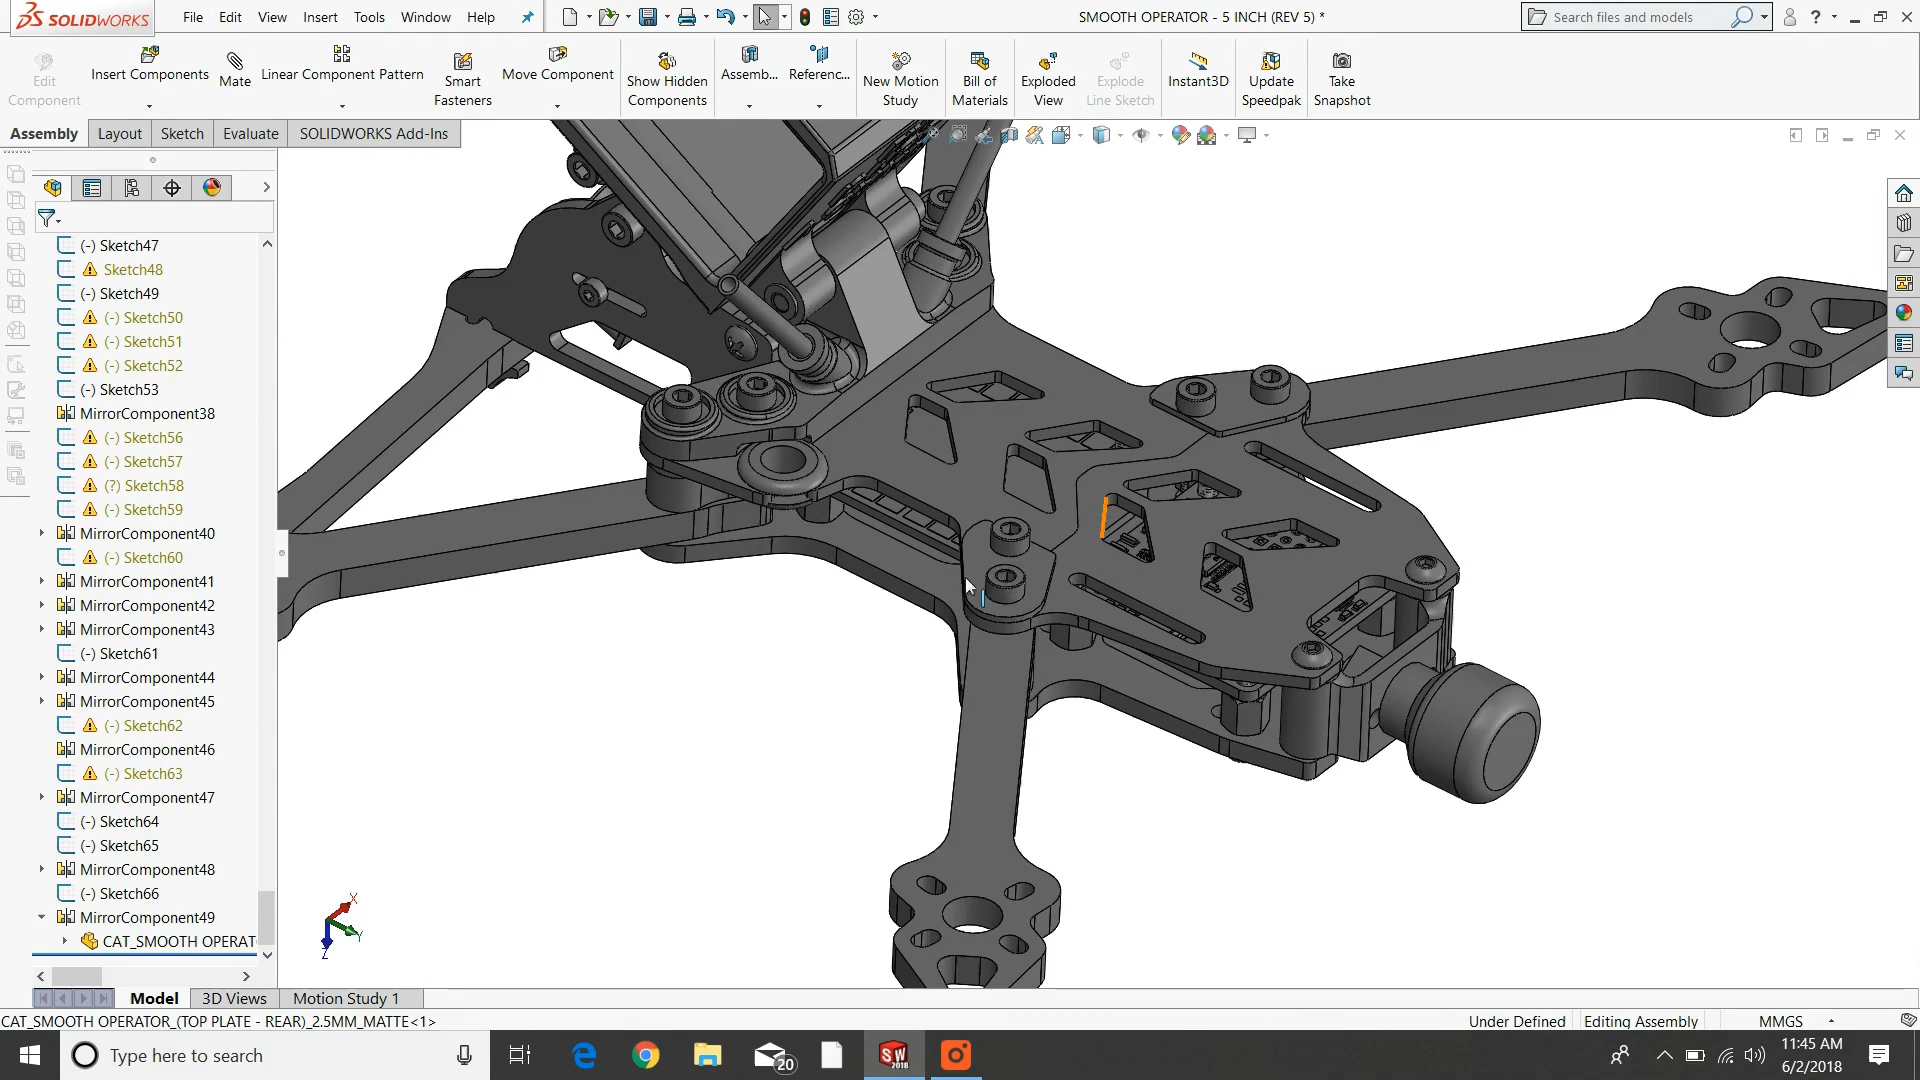 SOLIDWORKS File Edit View Insert Tools Window Help SMOOTH OPERATOR - 5 INCH (REV 5) * Search files and models ?
Edit Component
Insert Components
Mate
Linear Component Pattern
Smart Fasteners
Move Component
Show Hidden Components
Assemb...
Referenc...
New Motion Study
Bill of Materials
Exploded View
Explode Line Sketch
Instant3D
Update Speedpak
Take Snapshot
Assembly Layout Sketch Evaluate SOLIDWORKS Add-Ins
(-) Sketch47
Sketch48
(-) Sketch49
(-) Sketch50
(-) Sketch51
(-) Sketch52
(-) Sketch53
MirrorComponent38
(-) Sketch56
(-) Sketch57
(?) Sketch58
(-) Sketch59
MirrorComponent40
(-) Sketch60
MirrorComponent41
MirrorComponent42
MirrorComponent43
(-) Sketch61
MirrorComponent44
MirrorComponent45
(-) Sketch62
MirrorComponent46
(-) Sketch63
MirrorComponent47
(-) Sketch64
(-) Sketch65
MirrorComponent48
(-) Sketch66
MirrorComponent49
CAT_SMOOTH OPERAT
X
Y
Z
Model 3D Views Motion Study 1
CAT_SMOOTH OPERATOR_(TOP PLATE - REAR)_2.5MM_MATTE<1> Under Defined Editing Assembly MMGS
Type here to search 20 SW 2018 11:45 AM
6/2/2018